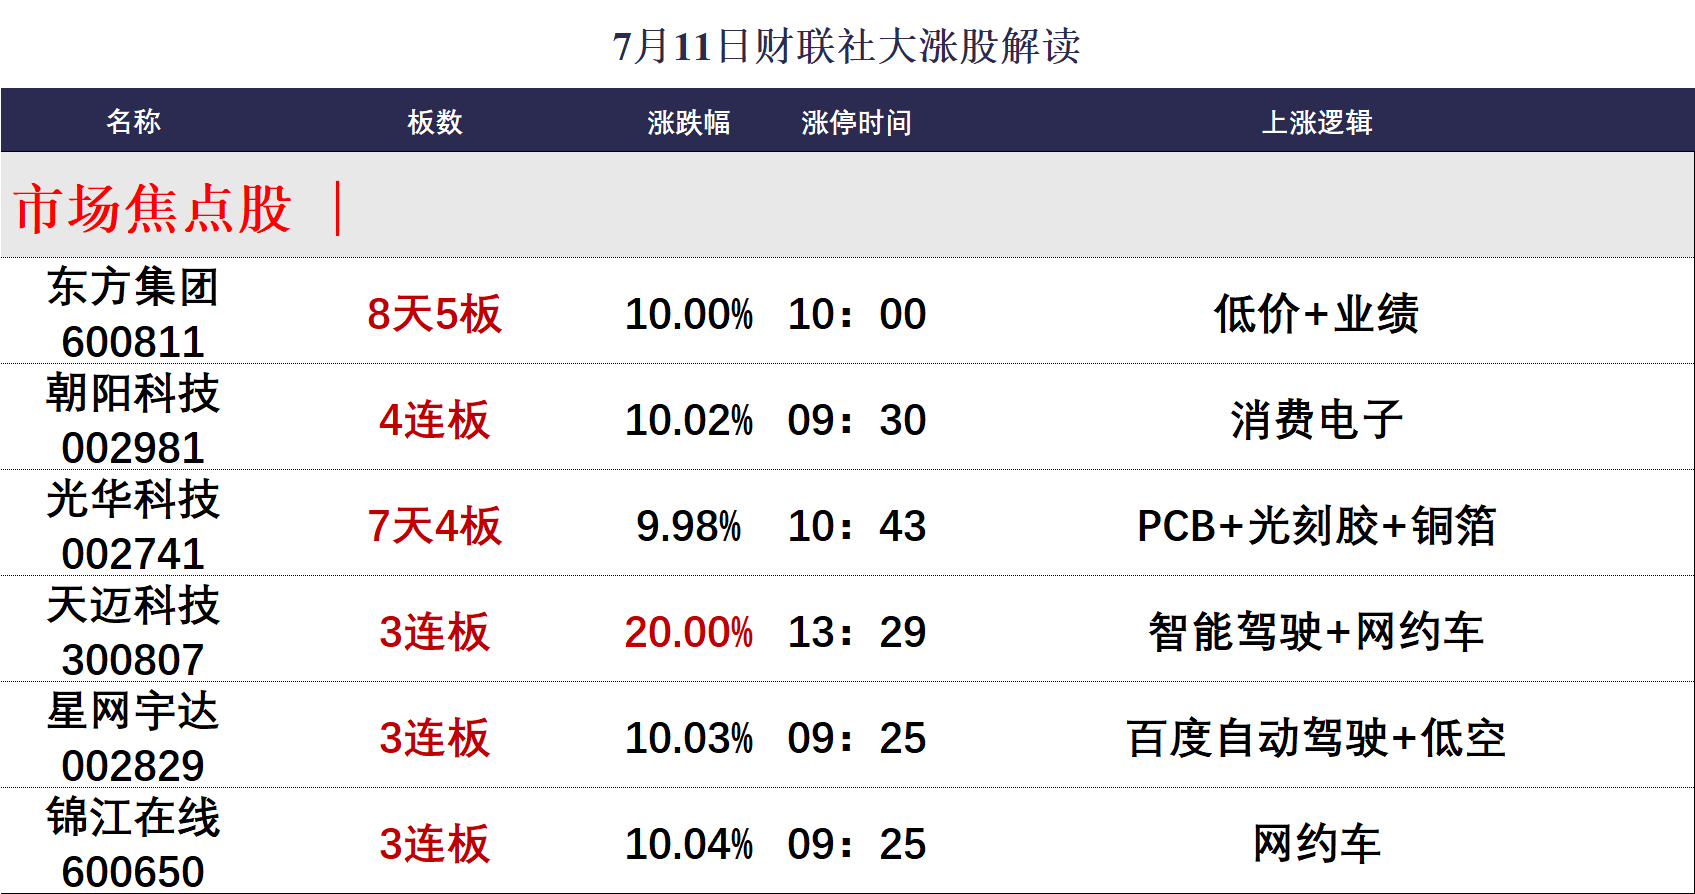 7月11日财联社大涨股解读
名称 板数 涨跌幅 涨停时间 上涨逻辑
市场焦点股 ｜
东方集团
600811 8天5板 10.00% 10：00 低价+业绩
朝阳科技
002981 4连板 10.02% 09：30 消费电子
光华科技
002741 7天4板 9.98% 10：43 PCB+光刻胶+铜箔
天迈科技
300807 3连板 20.00% 13：29 智能驾驶+网约车
星网宇达
002829 3连板 10.03% 09：25 百度自动驾驶+低空
锦江在线
600650 3连板 10.04% 09：25 网约车